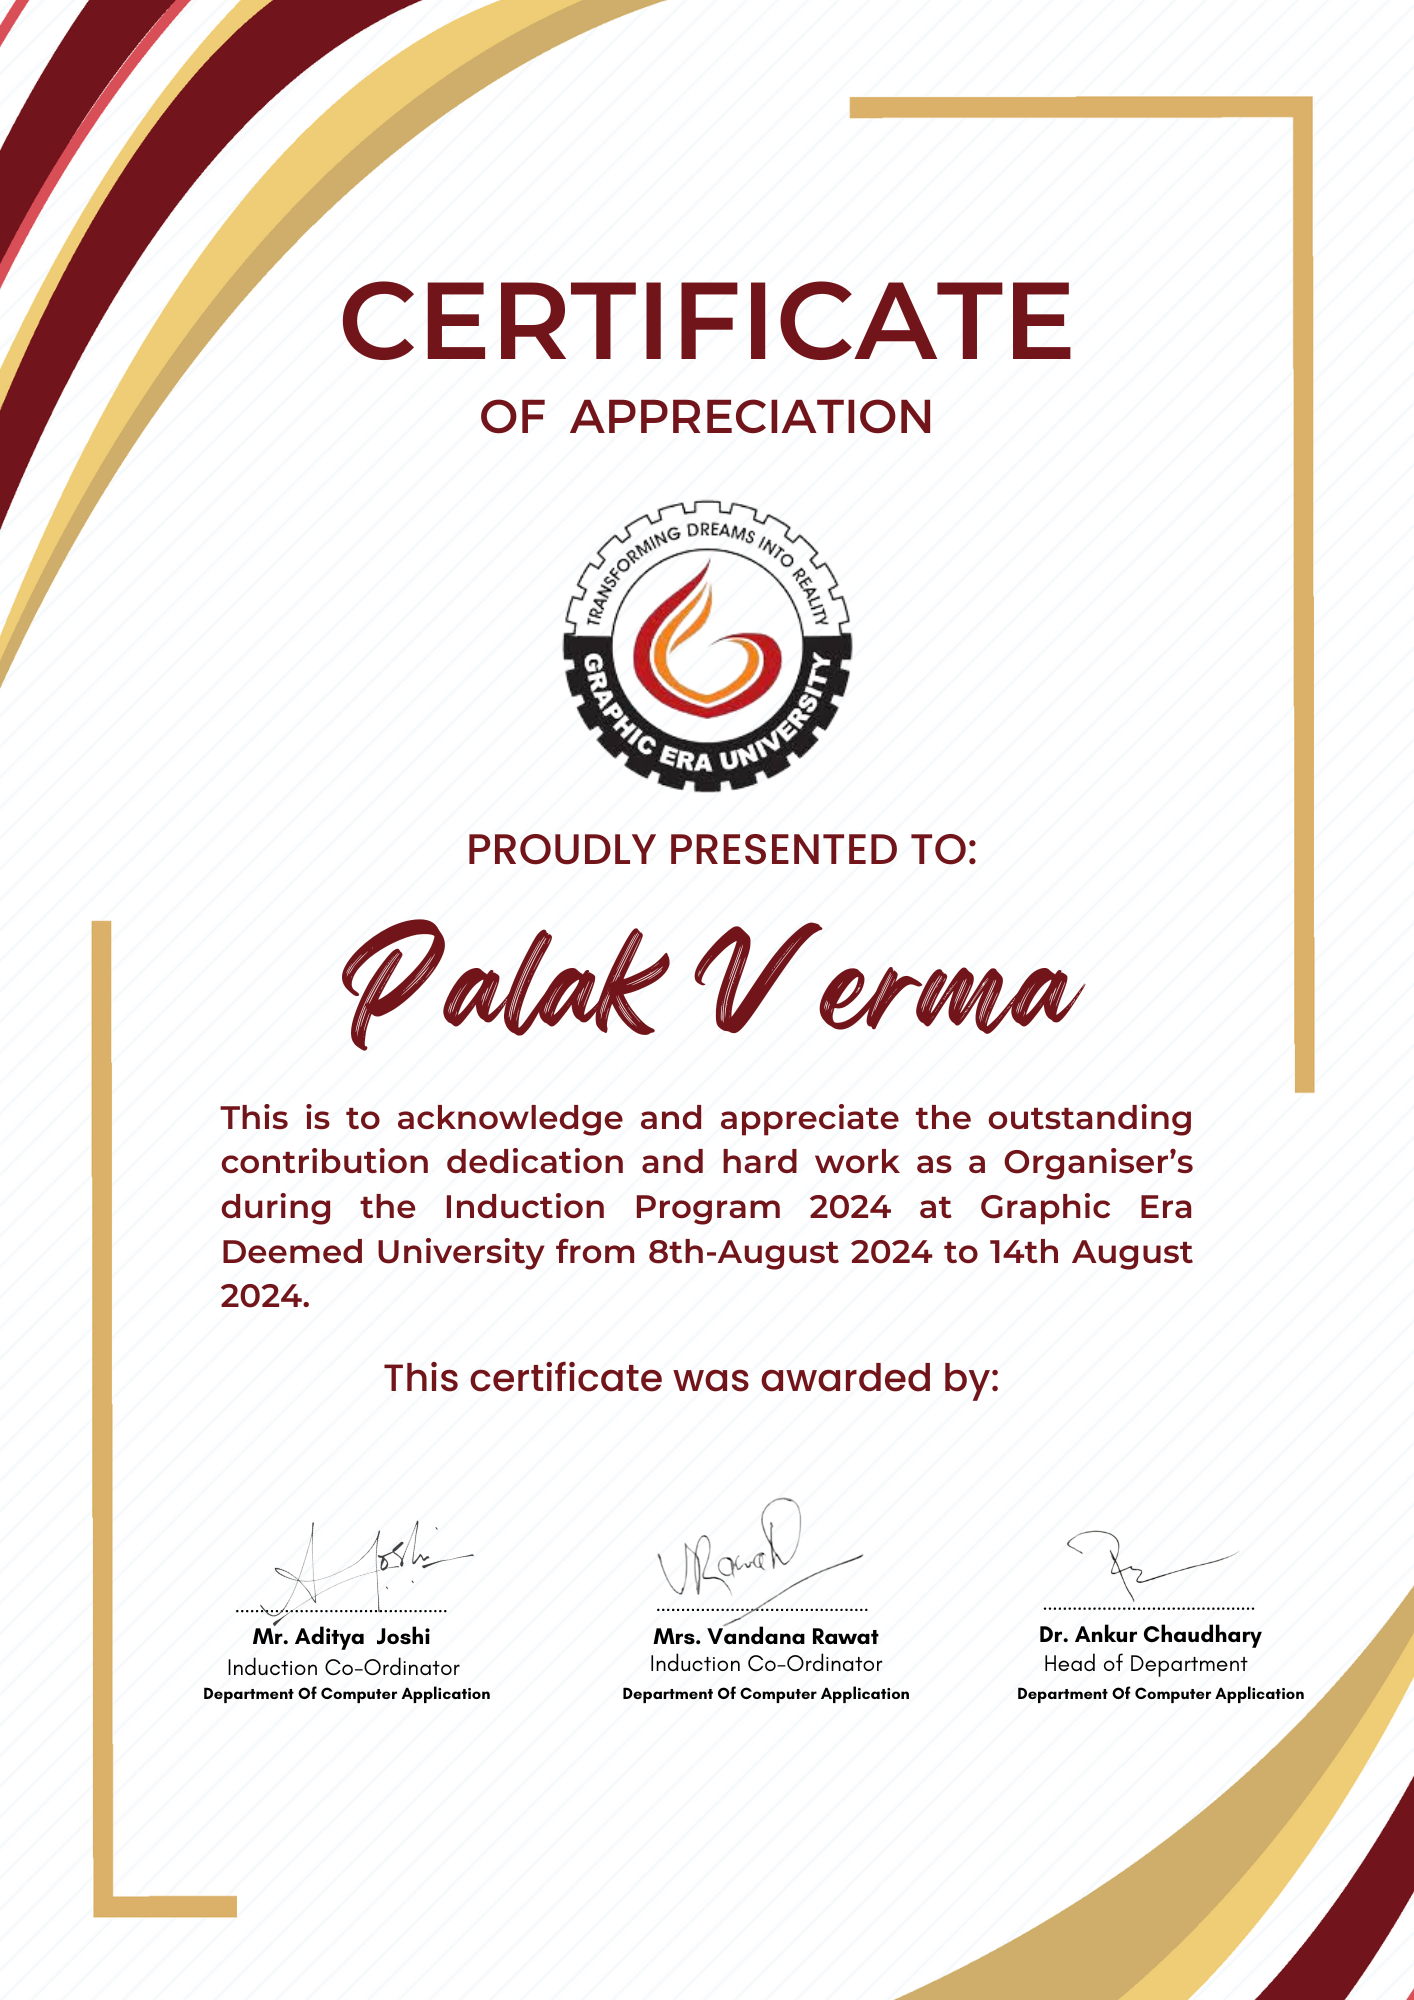 CERTIFICATE
OF APPRECIATION
TRANSFORMING DREAMS INTO REALITY
GRAPHIC ERA UNIVERSITY
PROUDLY PRESENTED TO:
Palak Verma
This is to acknowledge and appreciate the outstanding
contribution dedication and hard work as a Organiser’s
during the Induction Program 2024 at Graphic Era
Deemed University from 8th-August 2024 to 14th August
2024.
This certificate was awarded by:
A Joshi
VRawat
Mr. Aditya Joshi
Induction Co-Ordinator
Department Of Computer Application
Mrs. Vandana Rawat
Induction Co-Ordinator
Department Of Computer Application
Dr. Ankur Chaudhary
Head of Department
Department Of Computer Application